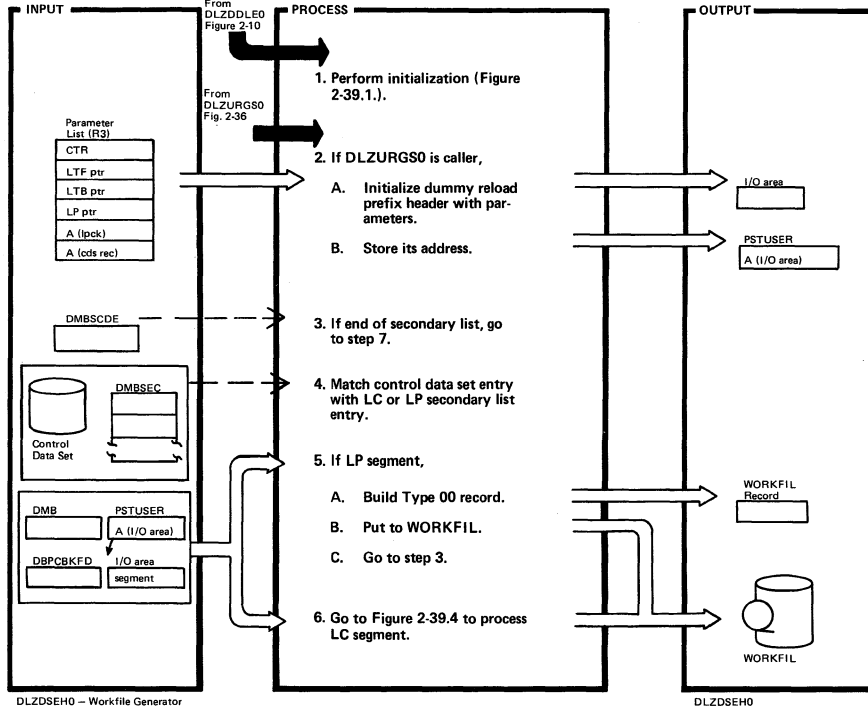 INPUT
From
DLZDDLE0
Figure 2-10
PROCESS
OUTPUT
1. Perform initialization (Figure
2-39.1.).
From
DLZURGS0
Fig. 2-36
Parameter
List (R3)
CTR
LTF ptr
LTB ptr
LP ptr
A (lpck)
A (cds rec)
2. If DLZURGS0 is caller,
A. Initialize dummy reload
prefix header with par-
ameters.
B. Store its address.
I/O area
PSTUSER
A (I/O area)
DMBSCDE
3. If end of secondary list, go
to step 7.
DMBSEC
Control
Data Set
4. Match control data set entry
with LC or LP secondary list
entry.
5. If LP segment,
A. Build Type 00 record.
B. Put to WORKFIL.
C. Go to step 3.
WORKFIL
Record
DMB
PSTUSER
A (I/O area)
DBPCBKFD
I/O area
segment
6. Go to Figure 2-39.4 to process
LC segment.
WORKFIL
DLZDSEH0 – Workfile Generator
DLZDSEH0